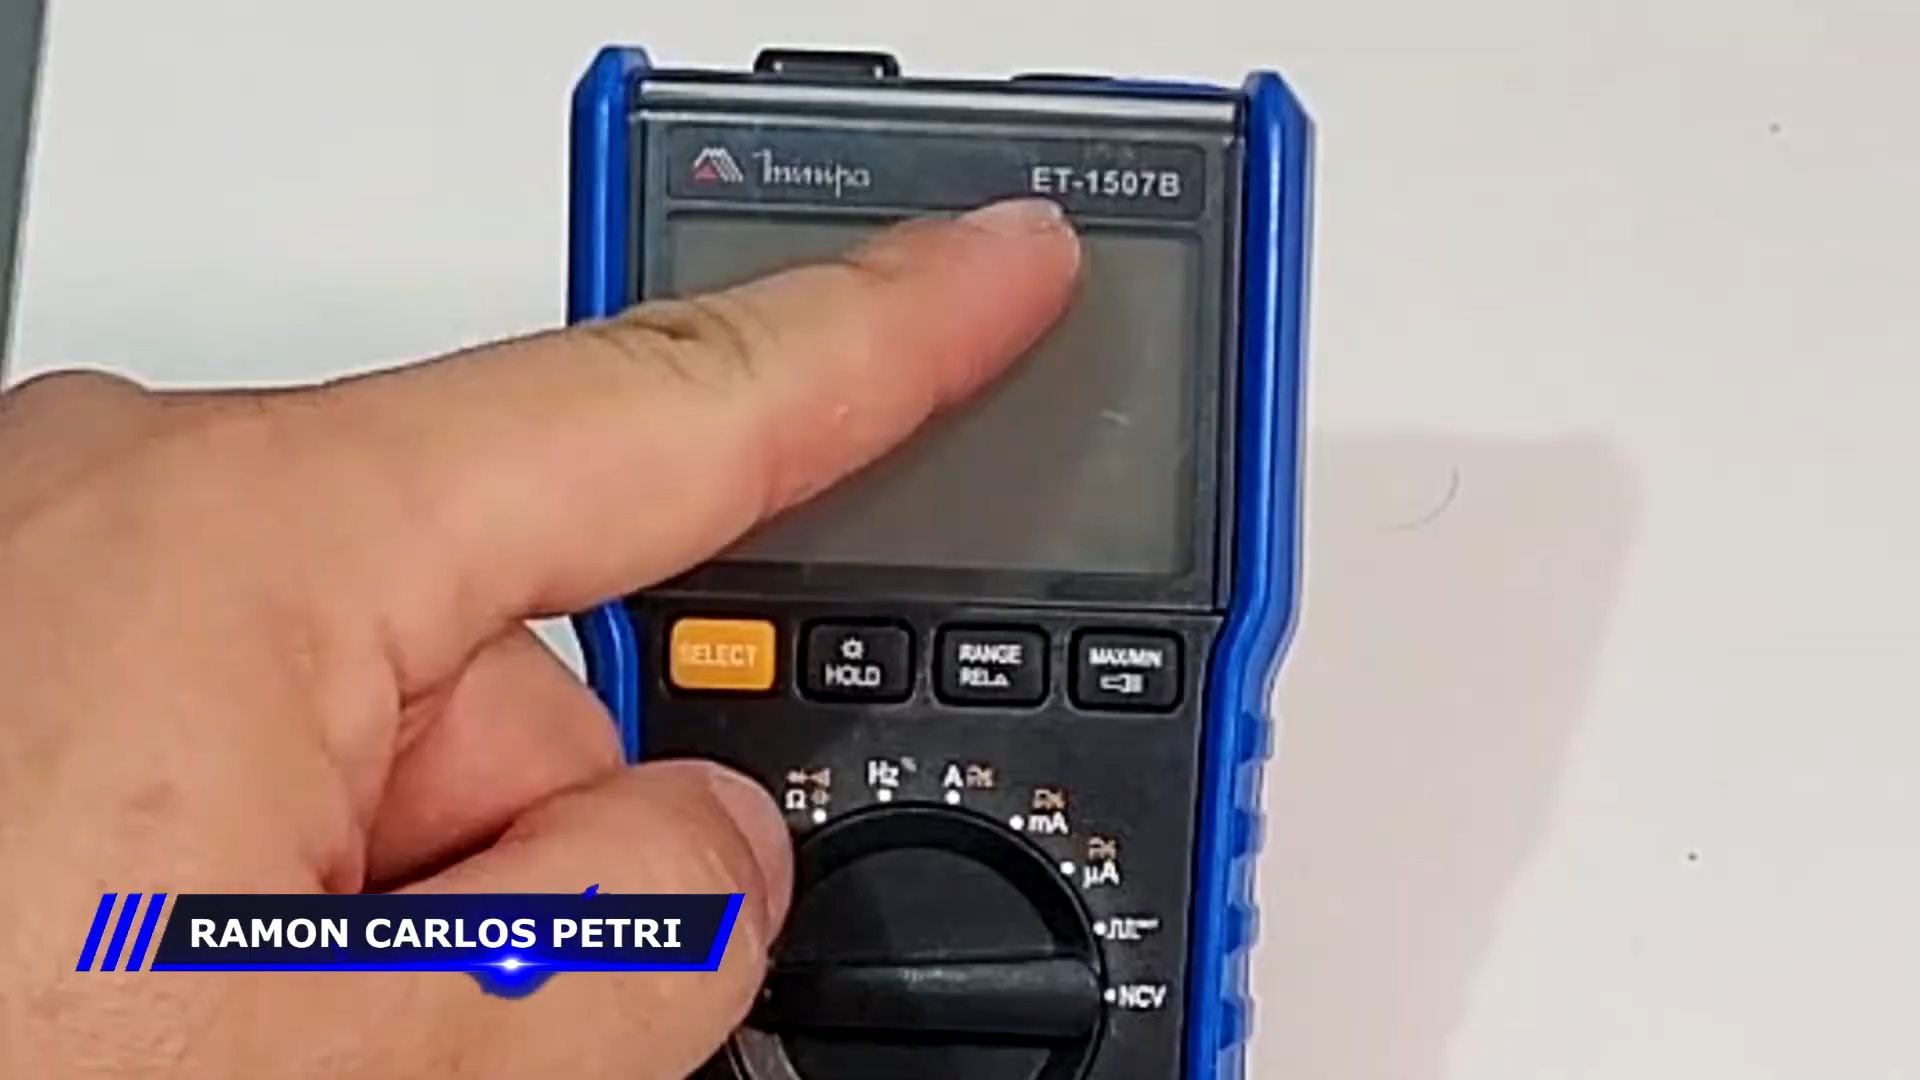 Minipa
ET-1507B
SELECT
HOLD
RANGE
REL△
MAX/MIN
Hz %
A
Ω
mA
µA
NCV
RAMON CARLOS PETRI